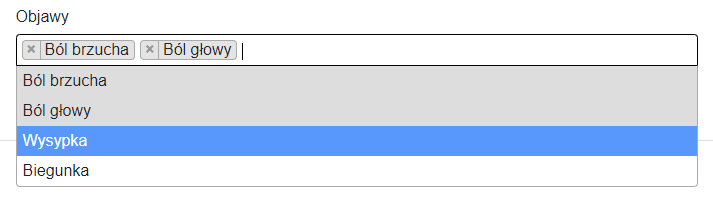 Objawy
× Ból brzucha × Ból głowy
Ból brzucha
Ból głowy
Wysypka
Biegunka